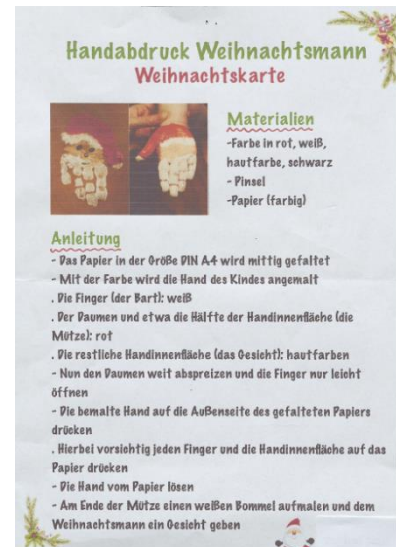 Handabdruck Weihnachtsmann
Weihnachtskarte
Materialien
-Farbe in rot, weiß,
hautfarbe, schwarz
- Pinsel
-Papier (farbig)
Anleitung
- Das Papier in der Größe DIN A4 wird mittig gefaltet
- Mit der Farbe wird die Hand des Kindes angemalt
. Die Finger (der Bart): weiß
. Der Daumen und etwa die Hälfte der Handinnenfläche (die
Mütze): rot
. Die restliche Handinnenfläche (das Gesicht): hautfarben
- Nun den Daumen weit abspreizen und die Finger nur leicht
öffnen
- Die bemalte Hand auf die Außenseite des gefalteten Papiers
drücken
. Hierbei vorsichtig jeden Finger und die Handinnenfläche auf das
Papier drücken
- Die Hand vom Papier lösen
- Am Ende der Mütze einen weißen Bommel aufmalen und dem
Weihnachtsmann ein Gesicht geben